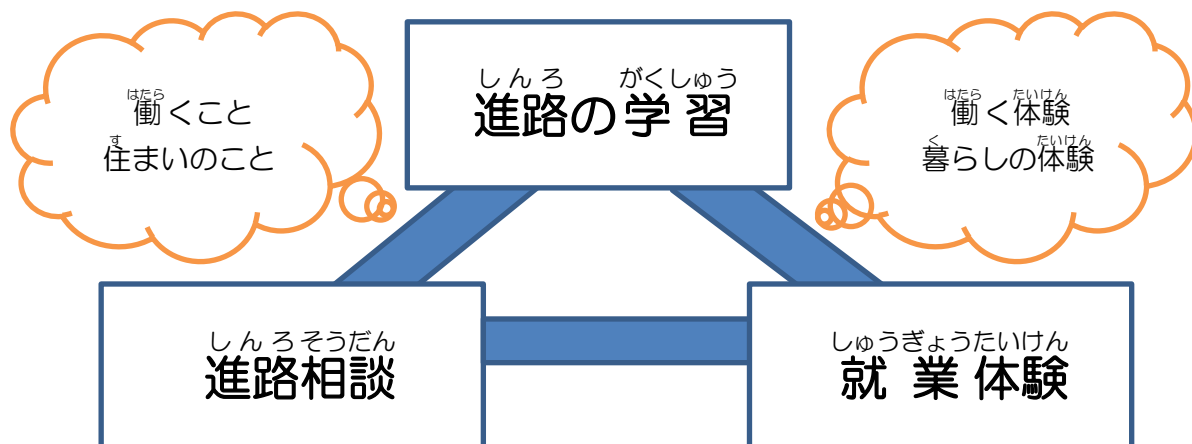 しんろ がくしゅう
進路の学習
はたら
働くこと
す
住まいのこと
はたら たいけん
働く体験
く たいけん
暮らしの体験
しんろそうだん
進路相談
しゅうぎょうたいけん
就業体験